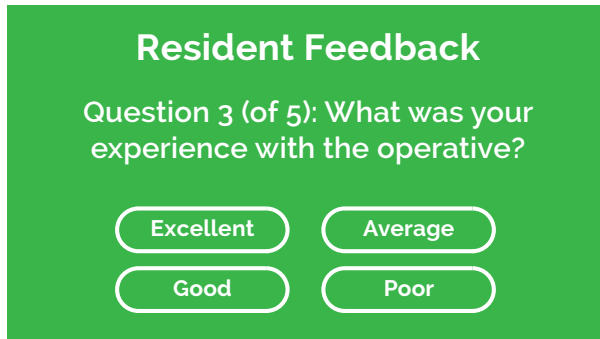 Resident Feedback
Question 3 (of 5): What was your
experience with the operative?
Excellent
Average
Good
Poor